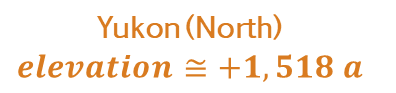 Yukon (North)
elevation ≅ +1,518 a